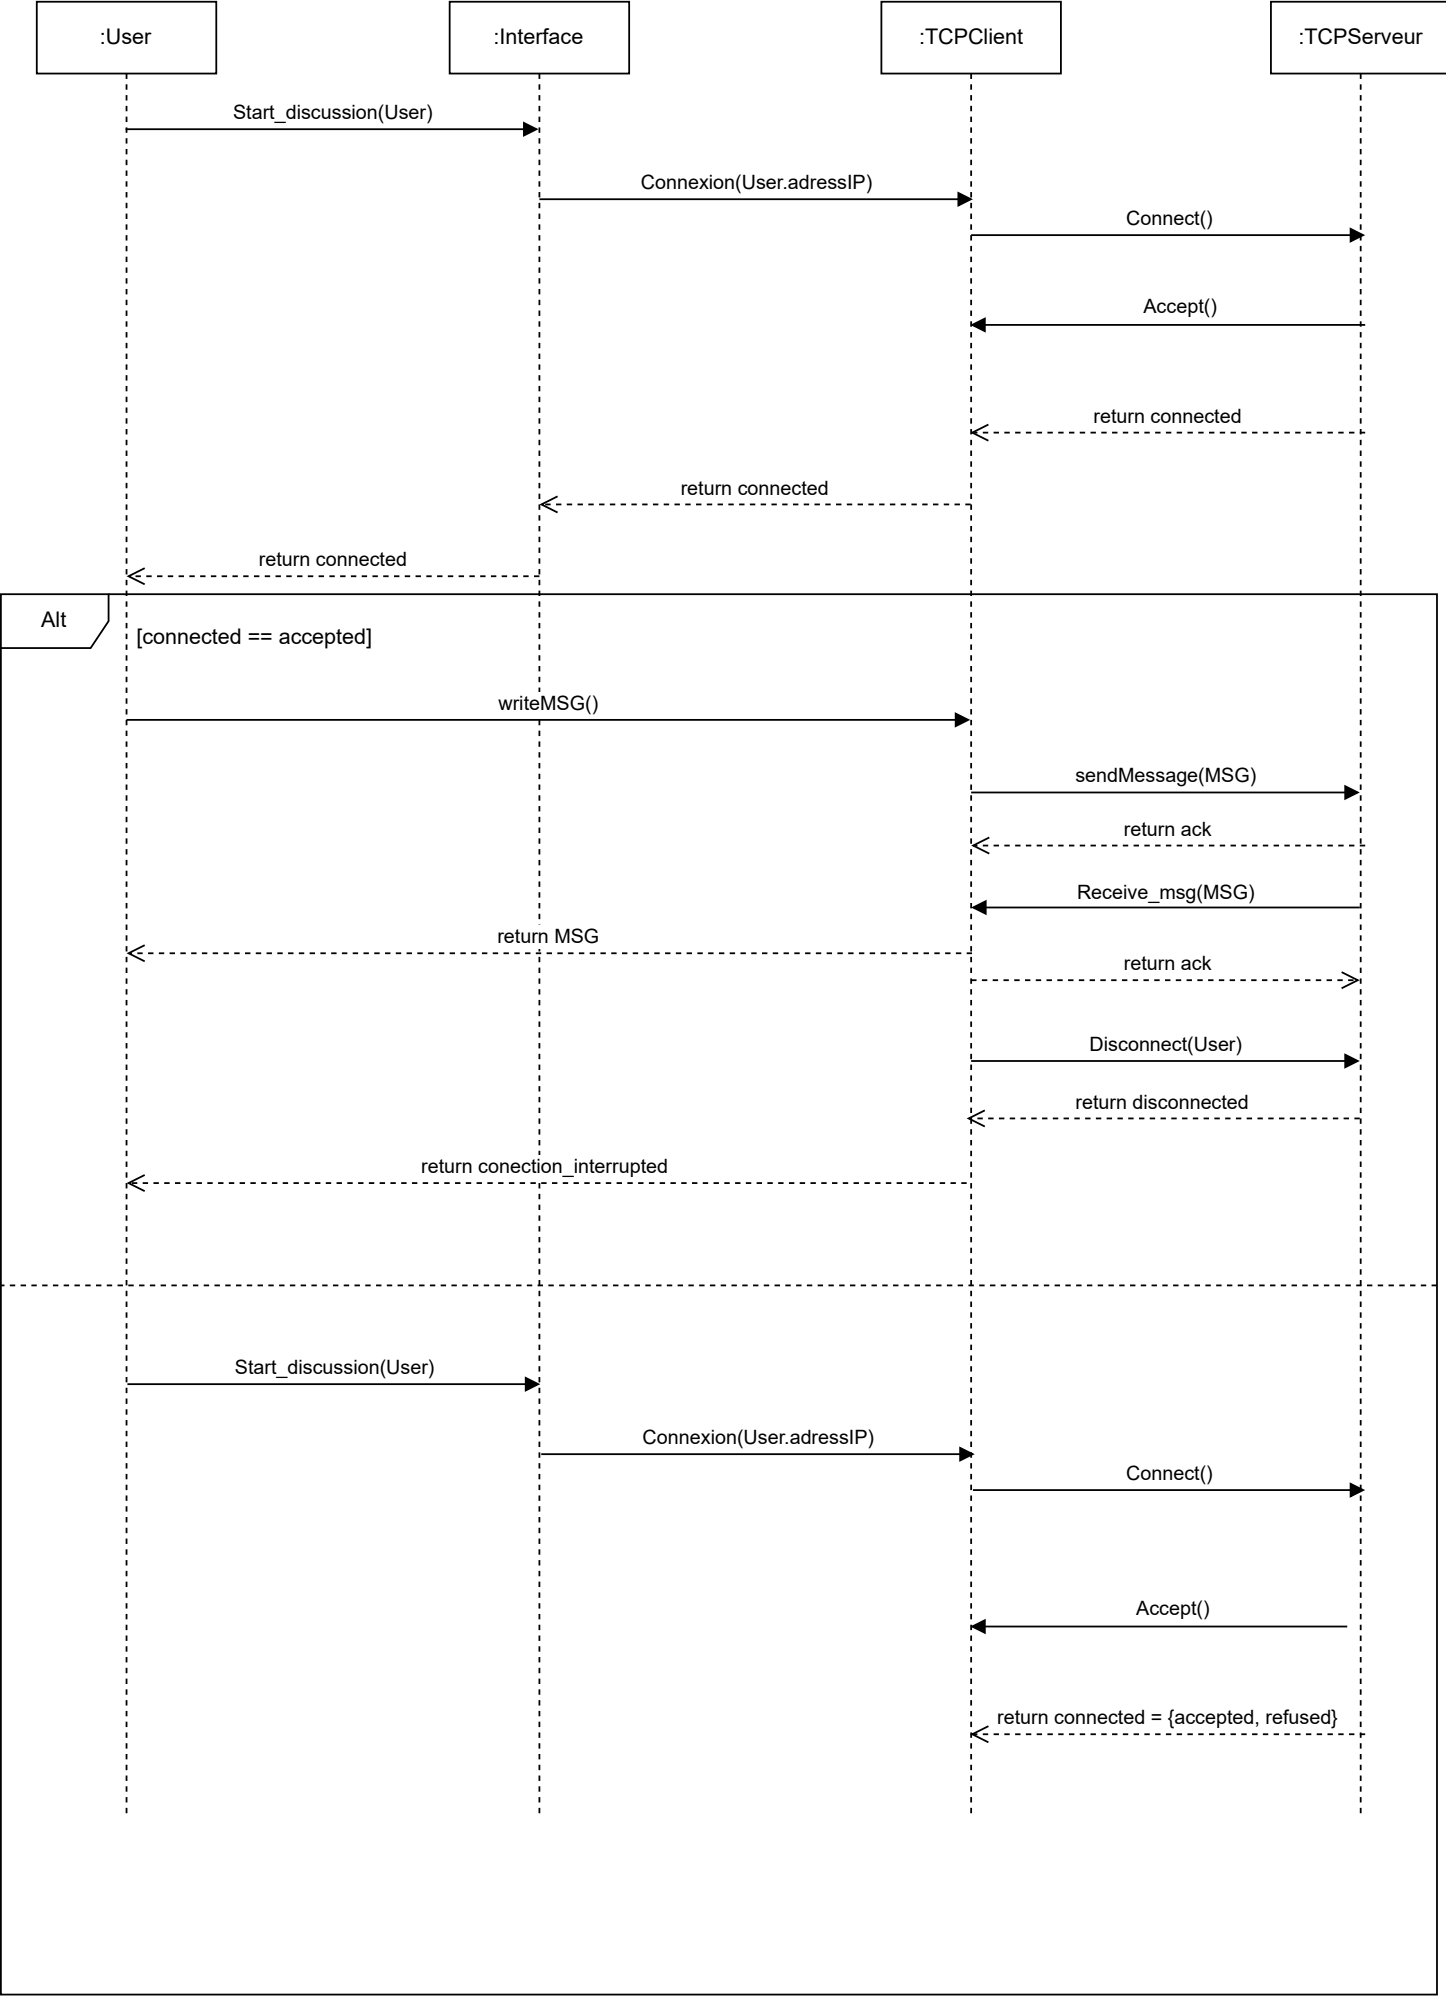 :User
:Interface
:TCPClient
:TCPServeur
Start_discussion(User)
Connexion(User.adressIP)
Connect()
Accept()
return connected
return connected
return connected
Alt
[connected == accepted]
writeMSG()
sendMessage(MSG)
return ack
Receive_msg(MSG)
return MSG
return ack
Disconnect(User)
return disconnected
return conection_interrupted
Start_discussion(User)
Connexion(User.adressIP)
Connect()
Accept()
return connected = {accepted, refused}